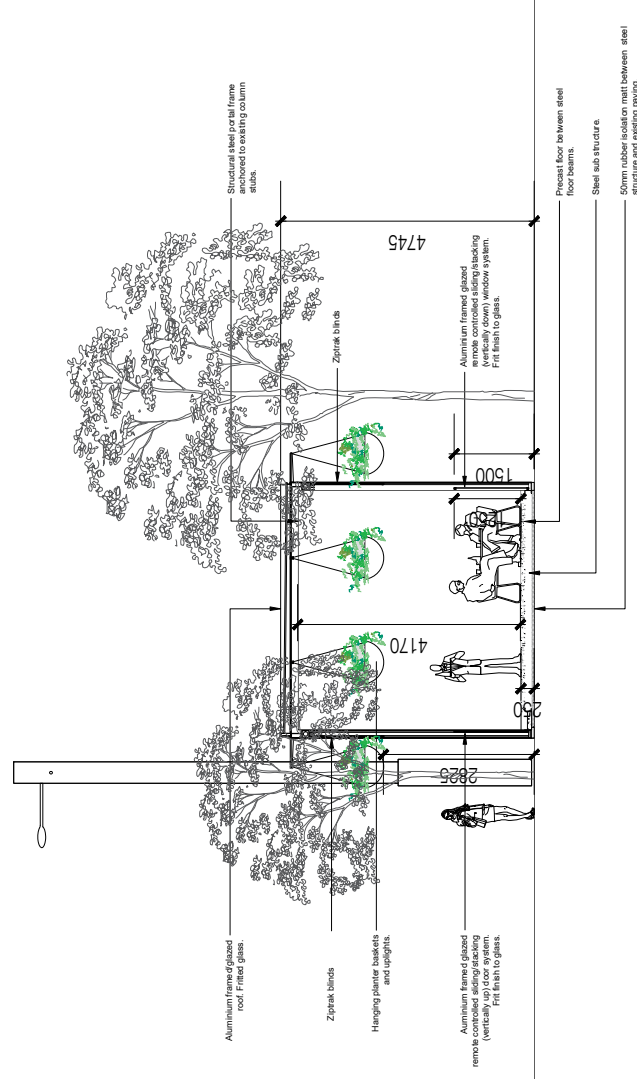 Structural steel portal frame
anchored to existing column
stubs.
Ziptrak blinds
Aluminium framed glazed
remote controlled sliding/stacking
(vertically down) window system.
Frit finish to glass.
Precast floor between steel
floor beams.
Steel sub structure.
50mm rubber isolation matt between steel
structure and existing paving
4745
1500
4170
250
2825
Aluminium framed/glazed
roof. Fritted glass.
Ziptrak blinds
Hanging planter baskets
and uplights.
Auminium framed glazed
remote controlled sliding/stacking
(vertically up) door system.
Frit finish to glass.